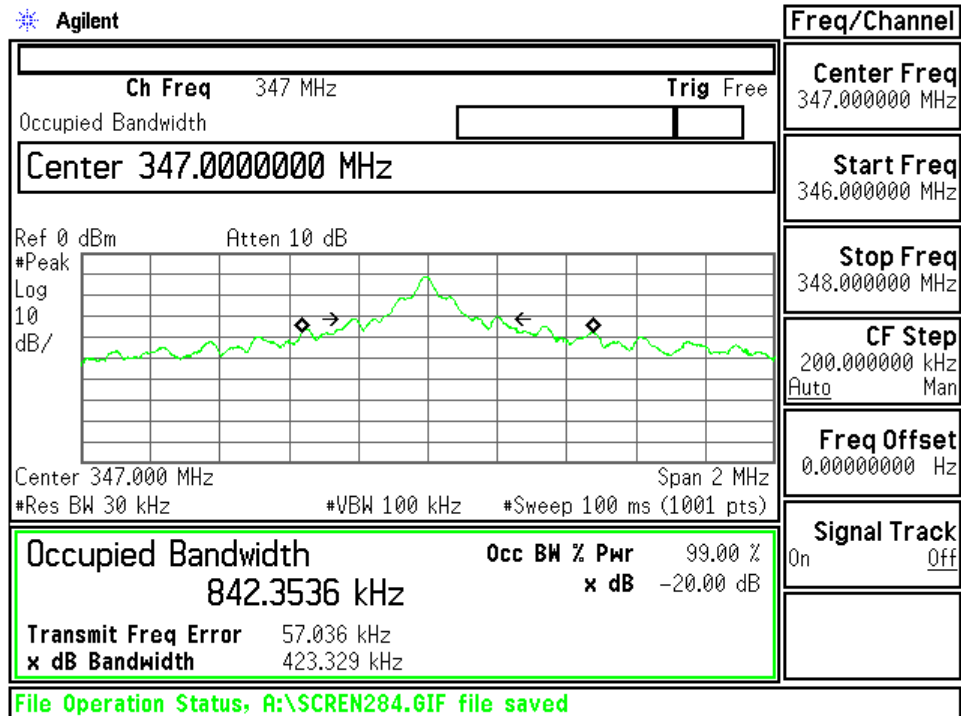 Agilent
Freq/Channel
Ch Freq 347 MHz Trig Free
Occupied Bandwidth
Center 347.0000000 MHz
Ref 0 dBm Atten 10 dB
#Peak
Log
10
dB/
Center 347.000 MHz Span 2 MHz
#Res BW 30 kHz #VBW 100 kHz #Sweep 100 ms (1001 pts)
Occupied Bandwidth
842.3536 kHz
Occ BW % Pwr 99.00 %
x dB -20.00 dB
Transmit Freq Error 57.036 kHz
x dB Bandwidth 423.329 kHz
Center Freq
347.000000 MHz
Start Freq
346.000000 MHz
Stop Freq
348.000000 MHz
CF Step
200.000000 kHz
Auto Man
Freq Offset
0.00000000 Hz
Signal Track
On Off
File Operation Status, A:\SCREN284.GIF file saved